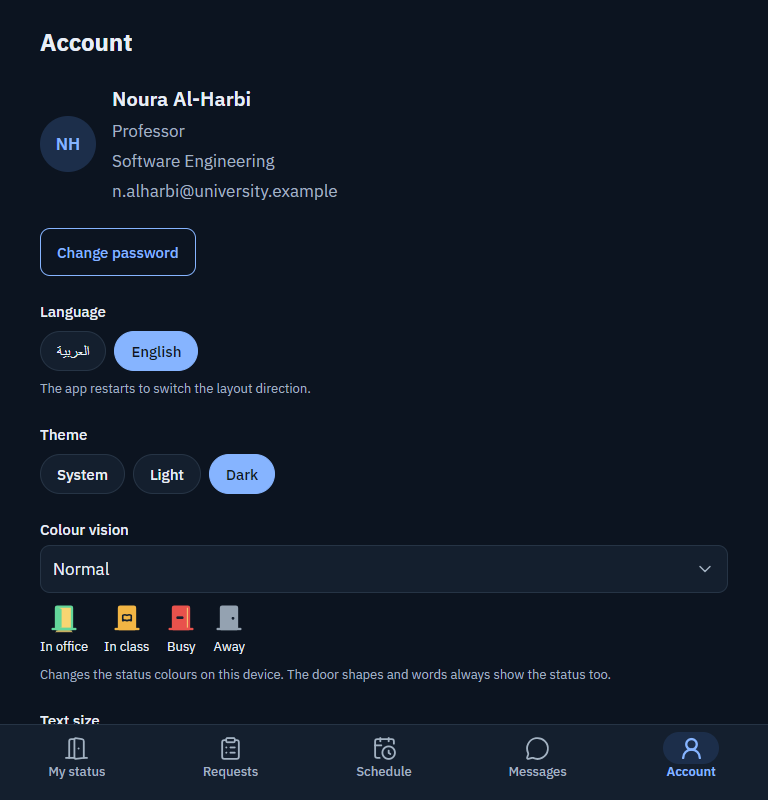 Account
Noura Al-Harbi
NH
Professor
Software Engineering
n.alharbi@university.example
Change password
Language
العربية English
The app restarts to switch the layout direction.
Theme
System Light Dark
Colour vision
Normal
In office In class Busy Away
Changes the status colours on this device. The door shapes and words always show the status too.
Text size
My status Requests Schedule Messages Account